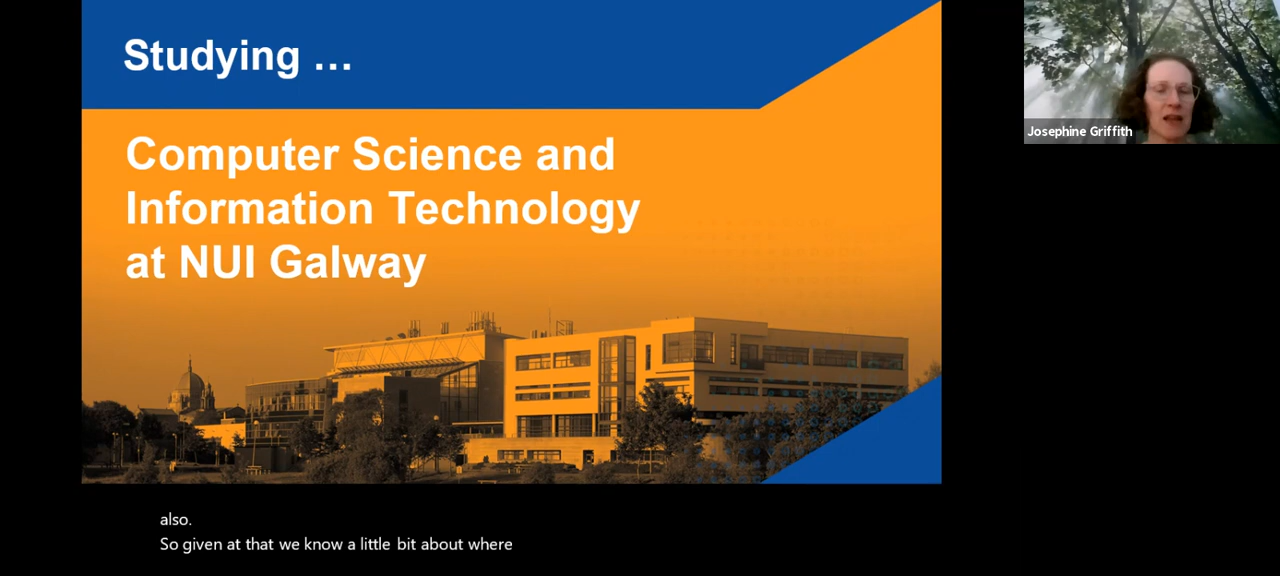 Studying ...
Computer Science and
Information Technology
at NUI Galway
Josephine Griffith
also.
So given at that we know a little bit about where